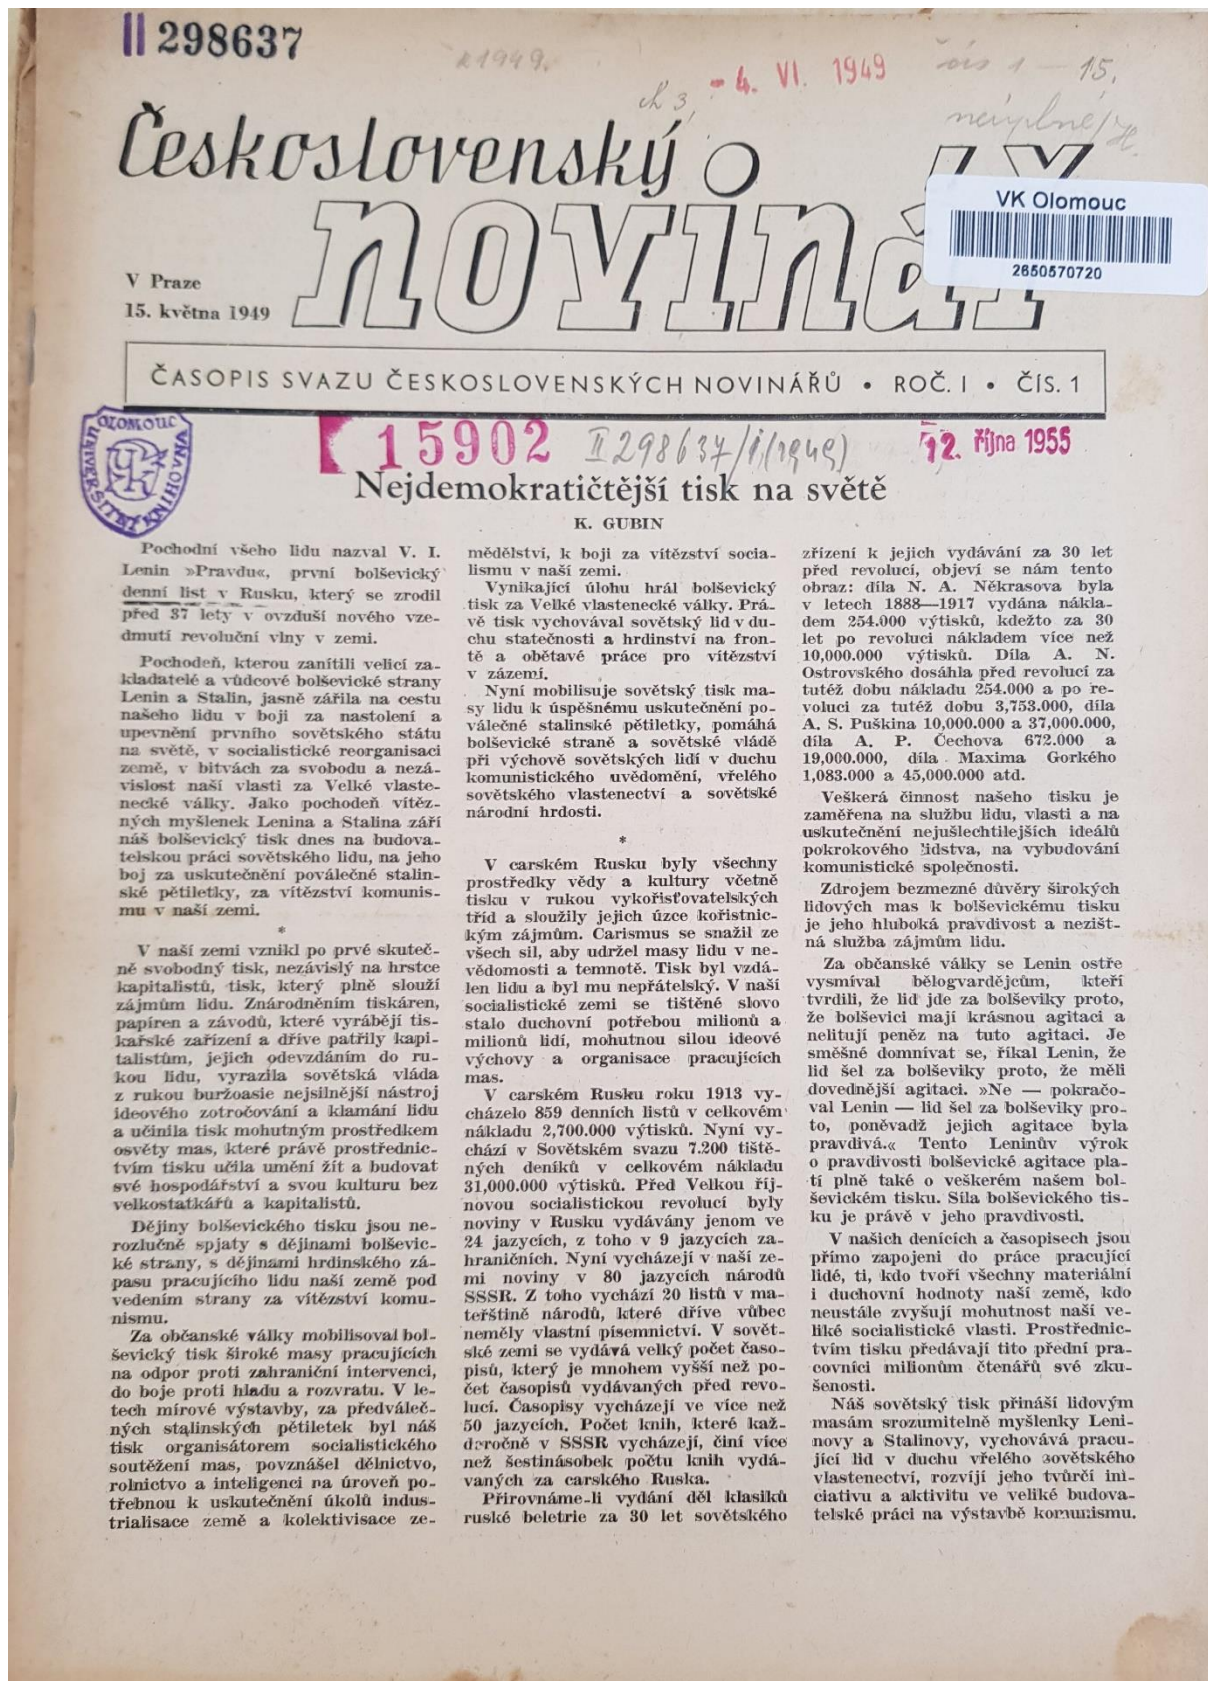 II 298637
1949.
- 4. VI. 1949
čís 1 — 15.
č 3,
neúplné
Československý
novinář
VK Olomouc
2650570720
V Praze
15. května 1949
ČASOPIS SVAZU ČESKOSLOVENSKÝCH NOVINÁŘŮ • ROČ. I • ČÍS. 1
OLOMOUC
UNIVERSITNÍ KNIHOVNA
15902
II 298637/1,(1949)
12. října 1955
Nejdemokratičtější tisk na světě
K. GUBIN
Pochodní všeho lidu nazval V. I.
Lenin »Pravdu«, první bolševický
denní list v Rusku, který se zrodil
před 37 lety v ovzduší nového vze-
dmutí revoluční vlny v zemi.
Pochodeň, kterou zanítili velicí za-
kladatelé a vůdcové bolševické strany
Lenin a Stalin, jasně zářila na cestu
našeho lidu v boji za nastolení a
upevnění prvního sovětského státu
na světě, v socialistické reorganisaci
země, v bitvách za svobodu a nezá-
vislost naší vlasti za Velké vlaste-
necké války. Jako pochodeň vítěz-
ných myšlenek Lenina a Stalina září
náš bolševický tisk dnes na budova-
telskou práci sovětského lidu, na jeho
boj za uskutečnění poválečné stalin-
ské pětiletky, za vítězství komunis-
mu v naší zemi.
*
V naší zemi vznikl po prvé skuteč-
ně svobodný tisk, nezávislý na hrstce
kapitalistů, tisk, který plně slouží
zájmům lidu. Znárodněním tiskáren,
papíren a závodů, které vyrábějí tis-
kařské zařízení a dříve patřily kapi-
talistům, jejich odevzdáním do ru-
kou lidu, vyrazila sovětská vláda
z rukou buržoasie nejsilnější nástroj
ideového zotročování a klamání lidu
a učinila tisk mohutným prostředkem
osvěty mas, které právě prostřednic-
tvím tisku učila umění žít a budovat
své hospodářství a svou kulturu bez
velkostatkářů a kapitalistů.
Dějiny bolševického tisku jsou ne-
rozlučně spjaty s dějinami bolševic-
ké strany, s dějinami hrdinského zá-
pasu pracujícího lidu naší země pod
vedením strany za vítězství komu-
nismu.
Za občanské války mobilisoval bol-
ševický tisk široké masy pracujících
na odpor proti zahraniční intervenci,
do boje proti hladu a rozvratu. V le-
tech mírové výstavby, za předváleč-
ných stalinských pětiletek byl náš
tisk organisátorem socialistického
soutěžení mas, povznášel dělnictvo,
rolnictvo a inteligenci na úroveň po-
třebnou k uskutečnění úkolů indus-
trialisace země a kolektivisace ze-
mědělství, k boji za vítězství socia-
lismu v naší zemi.
Vynikající úlohu hrál bolševický
tisk za Velké vlastenecké války. Prá-
vě tisk vychovával sovětský lid v du-
chu statečnosti a hrdinství na fron-
tě a obětavé práce pro vítězství
v zázemí.
Nyní mobilisuje sovětský tisk ma-
sy lidu k úspěšnému uskutečnění po-
válečné stalinské pětiletky, pomáhá
bolševické straně a sovětské vládě
při výchově sovětských lidí v duchu
komunistického uvědomění, vřelého
sovětského vlastenectví a sovětské
národní hrdosti.
*
V carském Rusku byly všechny
prostředky vědy a kultury včetně
tisku v rukou vykořisťovatelských
tříd a sloužily jejich úzce kořistnic-
kým zájmům. Carismus se snažil ze
všech sil, aby udržel masy lidu v ne-
vědomosti a temnotě. Tisk byl vzdá-
len lidu a byl mu nepřátelský. V naší
socialistické zemi se tištěné slovo
stalo duchovní potřebou milionů a
milionů lidí, mohutnou silou ideové
výchovy a organisace pracujících
mas.
V carském Rusku roku 1913 vy-
cházelo 859 denních listů v celkovém
nákladu 2,700.000 výtisků. Nyní vy-
chází v Sovětském svazu 7.200 tiště-
ných deníků v celkovém nákladu
31,000.000 výtisků. Před Velkou říj-
novou socialistickou revolucí byly
noviny v Rusku vydávány jenom ve
24 jazycích, z toho v 9 jazycích za-
hraničních. Nyní vycházejí v naší ze-
mi noviny v 80 jazycích národů
SSSR. Z toho vychází 20 listů v ma-
teřštině národů, které dříve vůbec
neměly vlastní písemnictví. V sovět-
ské zemi se vydává velký počet časo-
pisů, který je mnohem vyšší než po-
čet časopisů vydávaných před revo-
lucí. Časopisy vycházejí ve více než
50 jazycích. Počet knih, které kaž-
doročně v SSSR vycházejí, činí více
než šestinásobek počtu knih vydá-
vaných za carského Ruska.
Přirovnáme-li vydání děl klasiků
ruské beletrie za 30 let sovětského
zřízení k jejich vydávání za 30 let
před revolucí, objeví se nám tento
obraz: díla N. A. Někrasova byla
v letech 1888—1917 vydána nákla-
dem 254.000 výtisků, kdežto za 30
let po revoluci nákladem více než
10,000.000 výtisků. Díla A. N.
Ostrovského dosáhla před revolucí za
tutéž dobu nákladu 254.000 a po re-
voluci za tutéž dobu 3,753.000, díla
A. S. Puškina 10,000.000 a 37,000.000,
díla A. P. Čechova 672.000 a
19,000.000, díla Maxima Gorkého
1,083.000 a 45,000.000 atd.
Veškerá činnost našeho tisku je
zaměřena na službu lidu, vlasti a na
uskutečnění nejušlechtilejších ideálů
pokrokového lidstva, na vybudování
komunistické společnosti.
Zdrojem bezmezné důvěry širokých
lidových mas k bolševickému tisku
je jeho hluboká pravdivost a nezišt-
ná služba zájmům lidu.
Za občanské války se Lenin ostře
vysmíval bělogvardějcům, kteří
tvrdili, že lid jde za bolševiky proto,
že bolševici mají krásnou agitaci a
nelitují peněz na tuto agitaci. Je
směšné domnívat se, říkal Lenin, že
lid šel za bolševiky proto, že měli
dovednější agitaci. »Ne — pokračo-
val Lenin — lid šel za bolševiky pro-
to, poněvadž jejich agitace byla
pravdivá.« Tento Leninův výrok
o pravdivosti bolševické agitace pla-
tí plně také o veškerém našem bol-
ševickém tisku. Síla bolševického tis-
ku je právě v jeho pravdivosti.
V našich denících a časopisech jsou
přímo zapojeni do práce pracující
lidé, ti, kdo tvoří všechny materiální
i duchovní hodnoty naší země, kdo
neustále zvyšují mohutnost naší ve-
liké socialistické vlasti. Prostřednic-
tvím tisku předávají tito přední pra-
covníci milionům čtenářů své zku-
šenosti.
Náš sovětský tisk přináší lidovým
masám srozumitelně myšlenky Leni-
novy a Stalinovy, vychovává pracu-
jící lid v duchu vřelého sovětského
vlastenectví, rozvíjí jeho tvůrčí ini-
ciativu a aktivitu ve veliké budova-
telské práci na výstavbě komunismu.